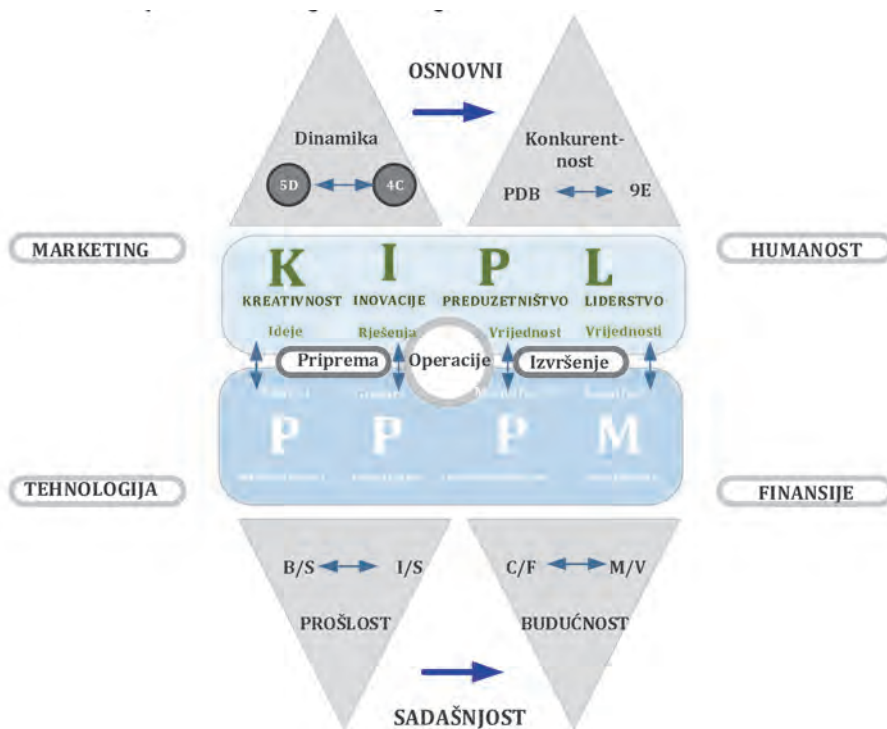 OSNOVNI
Dinamika
5D
4C
Konkurent-
nost
PDB
9E
MARKETING
HUMANOST
K I P L
KREATIVNOST INOVACIJE PREDUZETNIŠTVO LIDERSTVO
Ideje Rješenja Vrijednost Vrijednosti
Priprema Operacije Izvršenje
P P P M
TEHNOLOGIJA
FINANSIJE
B/S
I/S
C/F
M/V
PROŠLOST
BUDUĆNOST
SADAŠNJOST